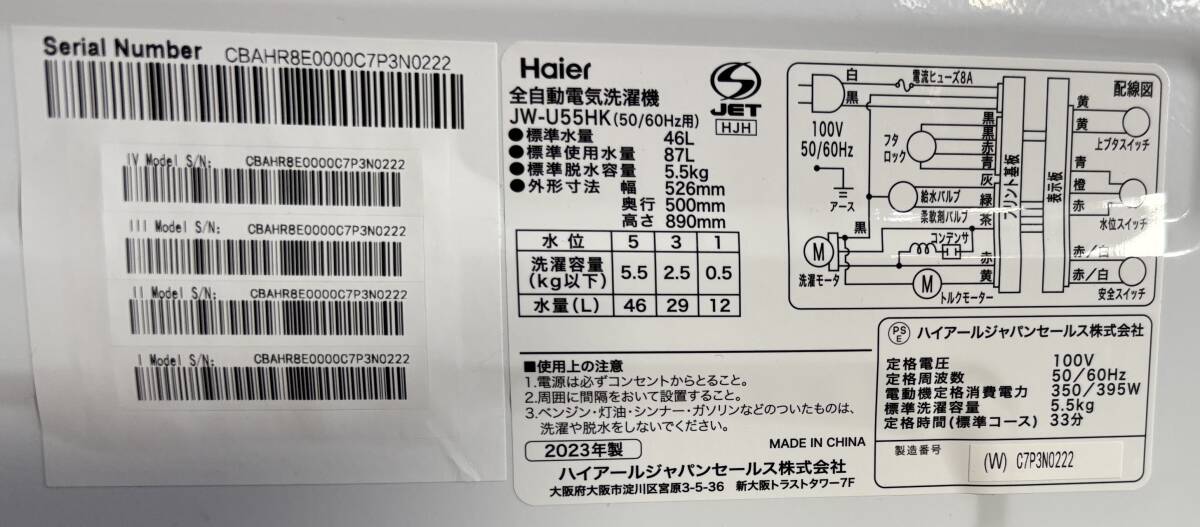 Serial Number CBAHR8E0000C7P3N0222
IV Model S/N: CBAHR8E0000C7P3N0222
III Model S/N: CBAHR8E0000C7P3N0222
II Model S/N: CBAHR8E0000C7P3N0222
I Model S/N: CBAHR8E0000C7P3N0222
Haier
全自動電気洗濯機
JW-U55HK(50/60Hz用)
●標準水量 46L
●標準使用水量 87L
●標準脱水容量 5.5kg
●外形寸法 幅 526mm
奥行 500mm
高さ 890mm
S
JET
HJH
水位 5 3 1
洗濯容量(kg以下) 5.5 2.5 0.5
水量(L) 46 29 12
■使用上の注意
1.電源は必ずコンセントからとること。
2.周囲に間隔をおいて設置すること。
3.ベンジン・灯油・シンナー・ガソリンなどのついたものは、
洗濯や脱水をしないでください。
2023年製
MADE IN CHINA
ハイアールジャパンセールス株式会社
大阪府大阪市淀川区宮原3-5-36 新大阪トラストタワー7F
配線図
白
電流ヒューズ8A
黒
100V
50/60Hz
アース
フタ
ロック
黒
黒
赤
青
灰
給水バルブ
緑
柔軟剤バルブ
茶
黒
コンデンサ
M
洗濯モータ
赤
黄
M
トルクモーター
プリント基板
表示板
黄
黄
上ブタスイッチ
青
橙
赤
水位スイッチ
赤/白
赤/白
安全スイッチ
PS
E
ハイアールジャパンセールス株式会社
定格電圧 100V
定格周波数 50/60Hz
電動機定格消費電力 350/395W
標準洗濯容量 5.5kg
定格時間(標準コース) 33分
製造番号 (W) C7P3N0222